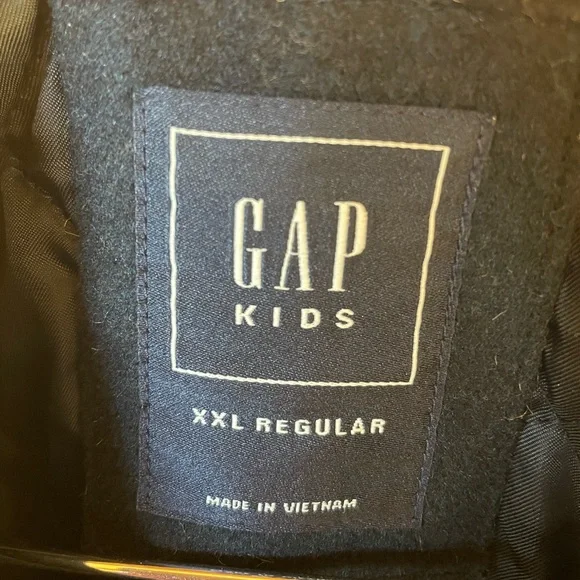 GAP
KIDS
XXL REGULAR
MADE IN VIETNAM